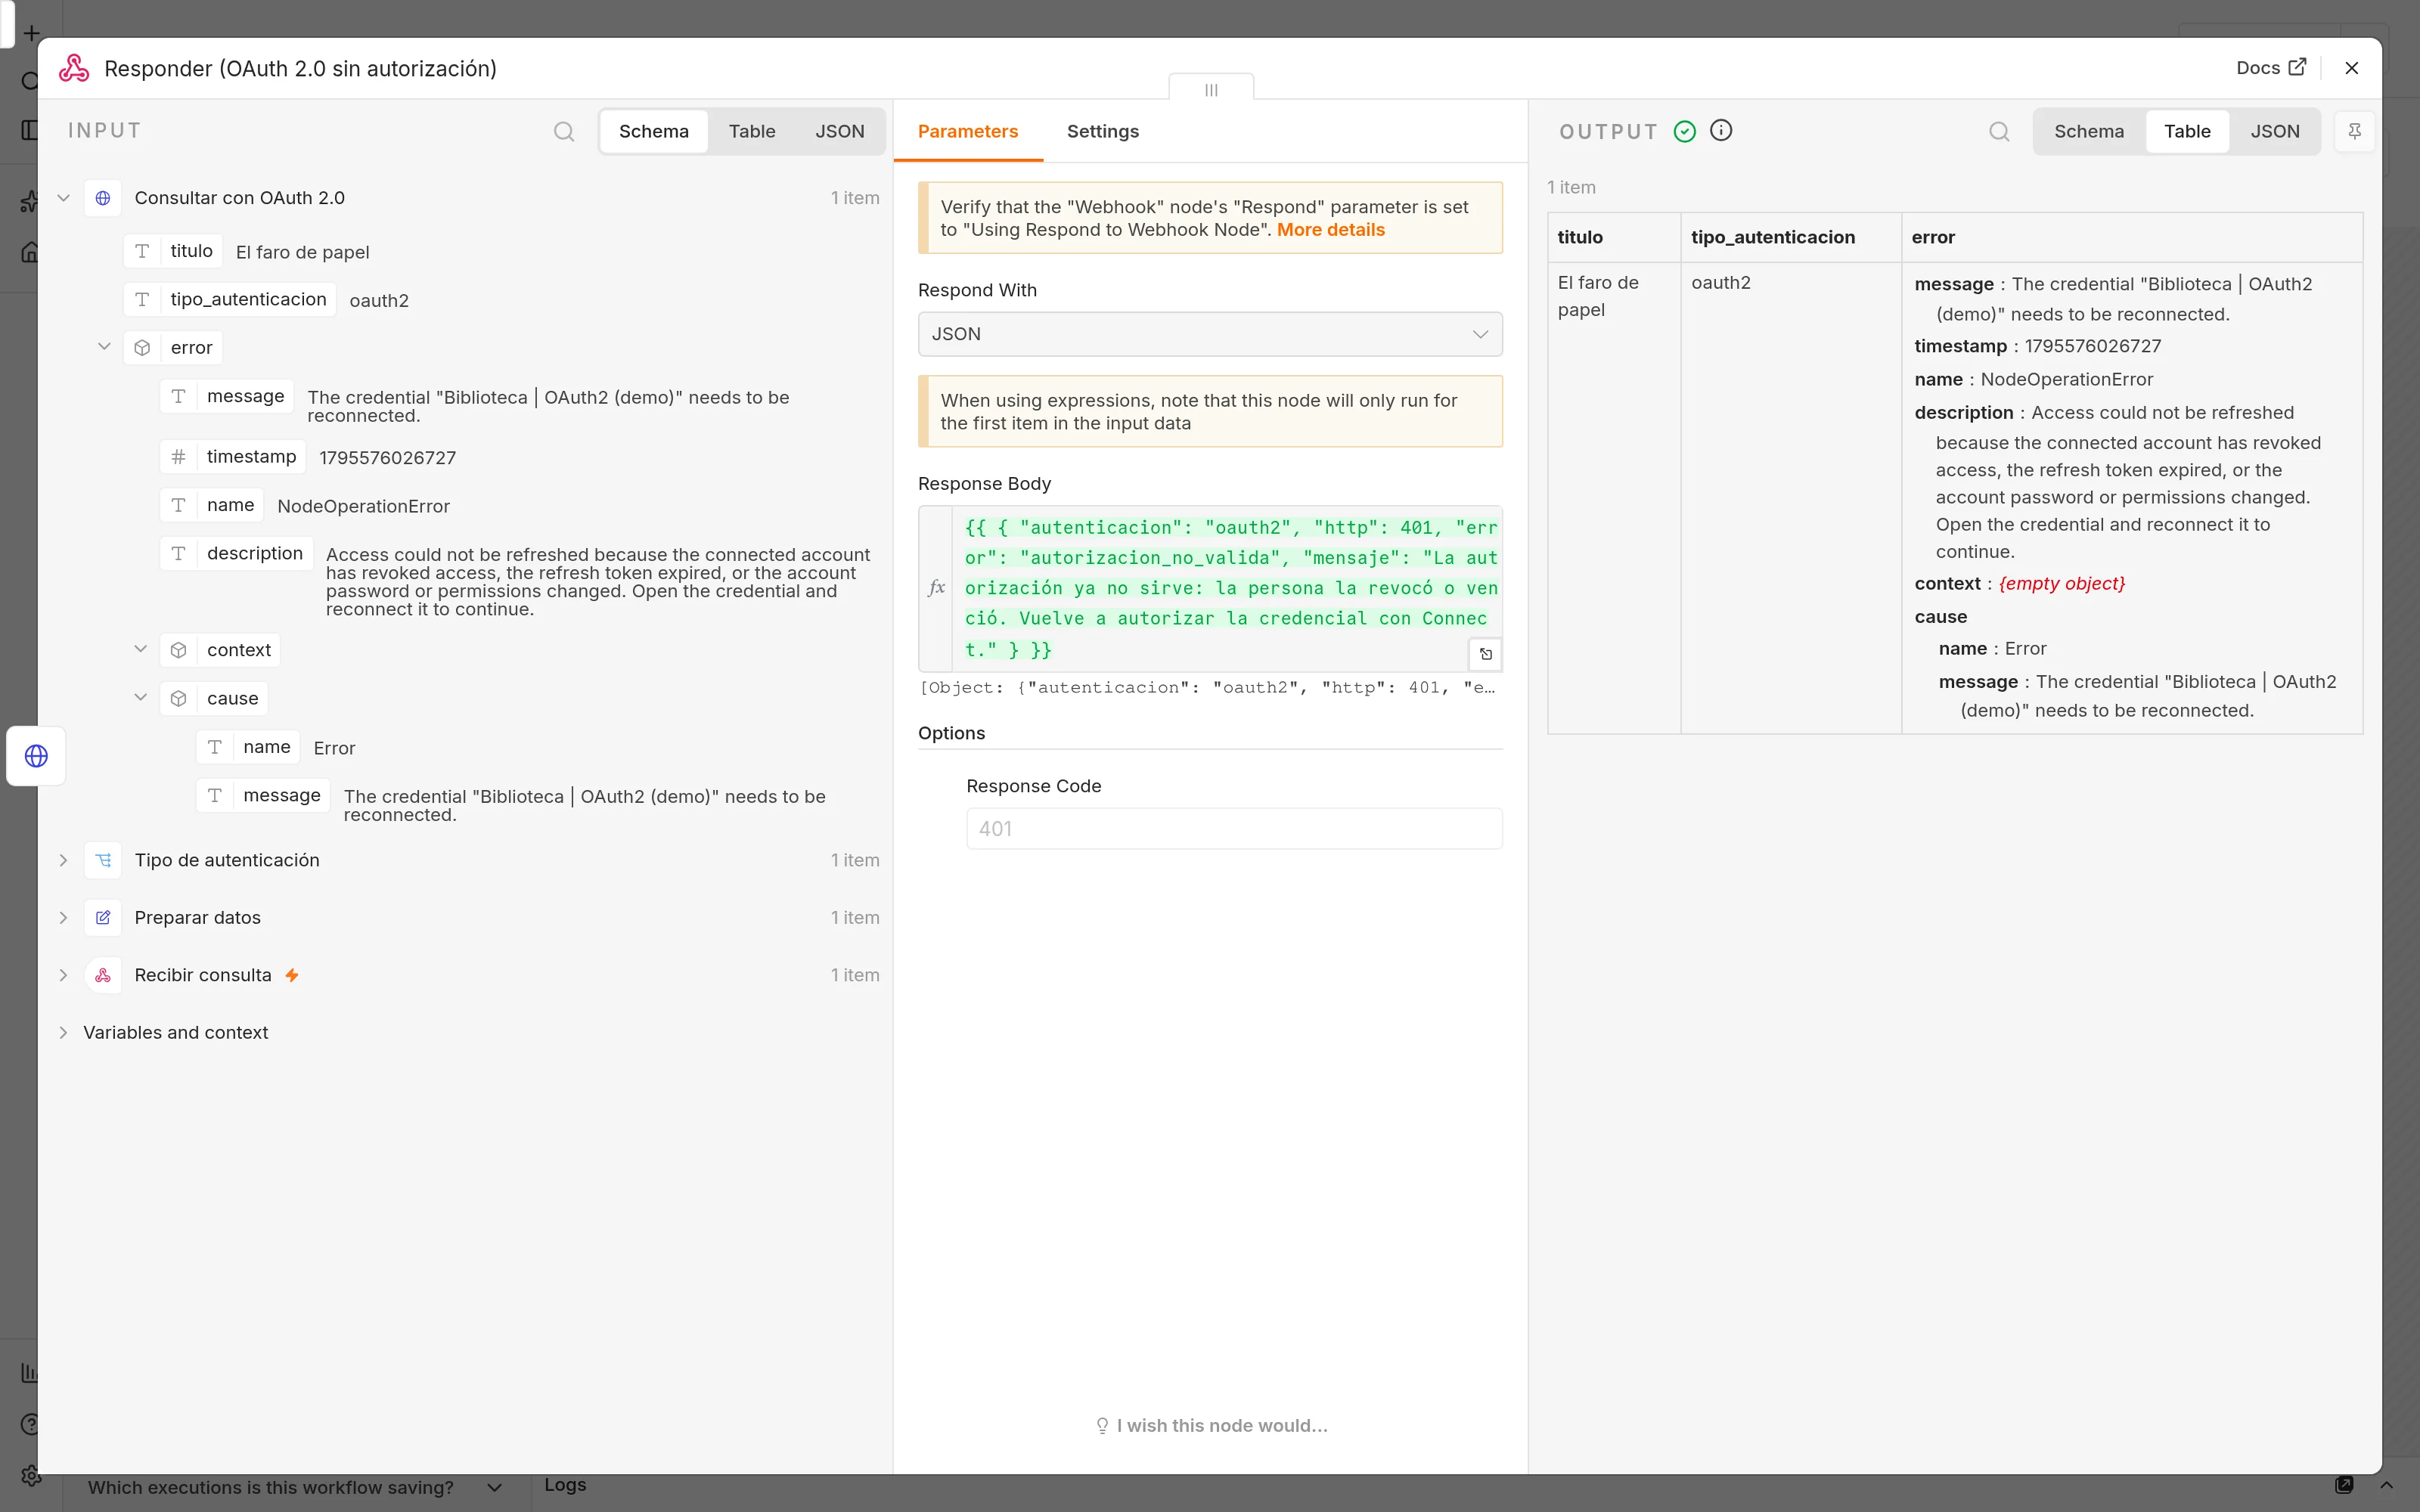 Responder (OAuth 2.0 sin autorización)
Docs
INPUT
Schema
Table
JSON
Consultar con OAuth 2.0
1 item
titulo
El faro de papel
tipo_autenticacion
oauth2
error
message
The credential "Biblioteca | OAuth2 (demo)" needs to be
reconnected.
timestamp
1795576026727
name
NodeOperationError
description
Access could not be refreshed because the connected account
has revoked access, the refresh token expired, or the account
password or permissions changed. Open the credential and
reconnect it to continue.
context
cause
name
Error
message
The credential "Biblioteca | OAuth2 (demo)" needs to be
reconnected.
Tipo de autenticación
1 item
Preparar datos
1 item
Recibir consulta
1 item
Variables and context
Parameters
Settings
Verify that the "Webhook" node's "Respond" parameter is set
to "Using Respond to Webhook Node". More details
Respond With
JSON
When using expressions, note that this node will only run for
the first item in the input data
Response Body
fx
{{ { "autenticacion": "oauth2", "http": 401, "err
or": "autorizacion_no_valida", "mensaje": "La aut
orización ya no sirve: la persona la revocó o ven
ció. Vuelve a autorizar la credencial con Connec
t." } }}
[Object: {"autenticacion": "oauth2", "http": 401, "e...
Options
Response Code
401
I wish this node would...
OUTPUT
Schema
Table
JSON
1 item
titulo
tipo_autenticacion
error
El faro de
papel
oauth2
message : The credential "Biblioteca | OAuth2
(demo)" needs to be reconnected.
timestamp : 1795576026727
name : NodeOperationError
description : Access could not be refreshed
because the connected account has revoked
access, the refresh token expired, or the
account password or permissions changed.
Open the credential and reconnect it to
continue.
context : {empty object}
cause
name : Error
message : The credential "Biblioteca | OAuth2
(demo)" needs to be reconnected.
Which executions is this workflow saving?
Logs